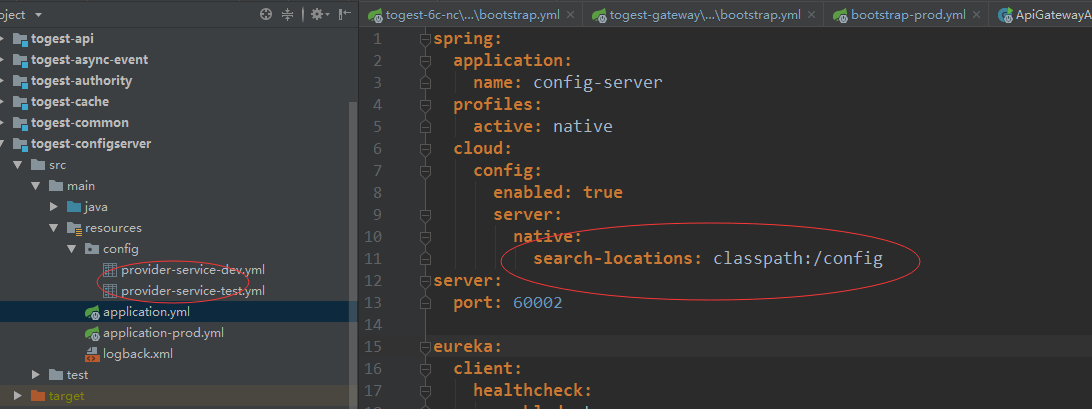 oject
togest-api
togest-async-event
togest-authority
togest-cache
togest-common
togest-configserver
src
main
java
resources
config
provider-service-dev.yml
provider-service-test.yml
application.yml
application-prod.yml
logback.xml
test
target
togest-6c-nc\...\bootstrap.yml
togest-gateway\...\bootstrap.yml
bootstrap-prod.yml
ApiGatewayA
1 spring:
2 application:
3 name: config-server
4 profiles:
5 active: native
6 cloud:
7 config:
8 enabled: true
9 server:
10 native:
11 search-locations: classpath:/config
12 server:
13 port: 60002
14
15 eureka:
16 client:
17 healthcheck: